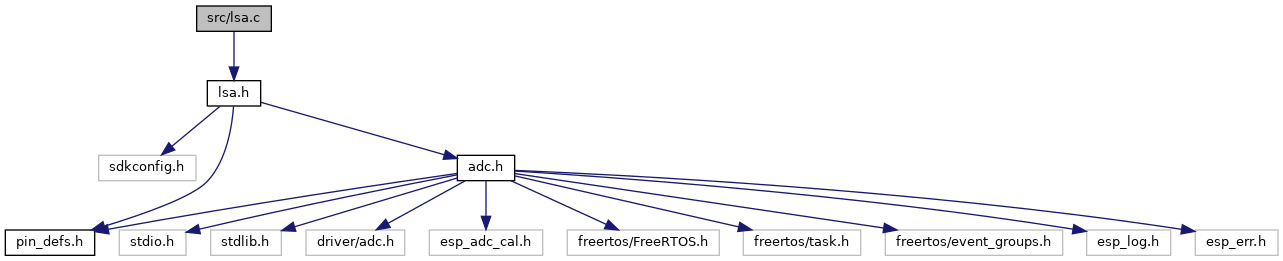 src/lsa.c
lsa.h
sdkconfig.h
adc.h
pin_defs.h
stdio.h
stdlib.h
driver/adc.h
esp_adc_cal.h
freertos/FreeRTOS.h
freertos/task.h
freertos/event_groups.h
esp_log.h
esp_err.h